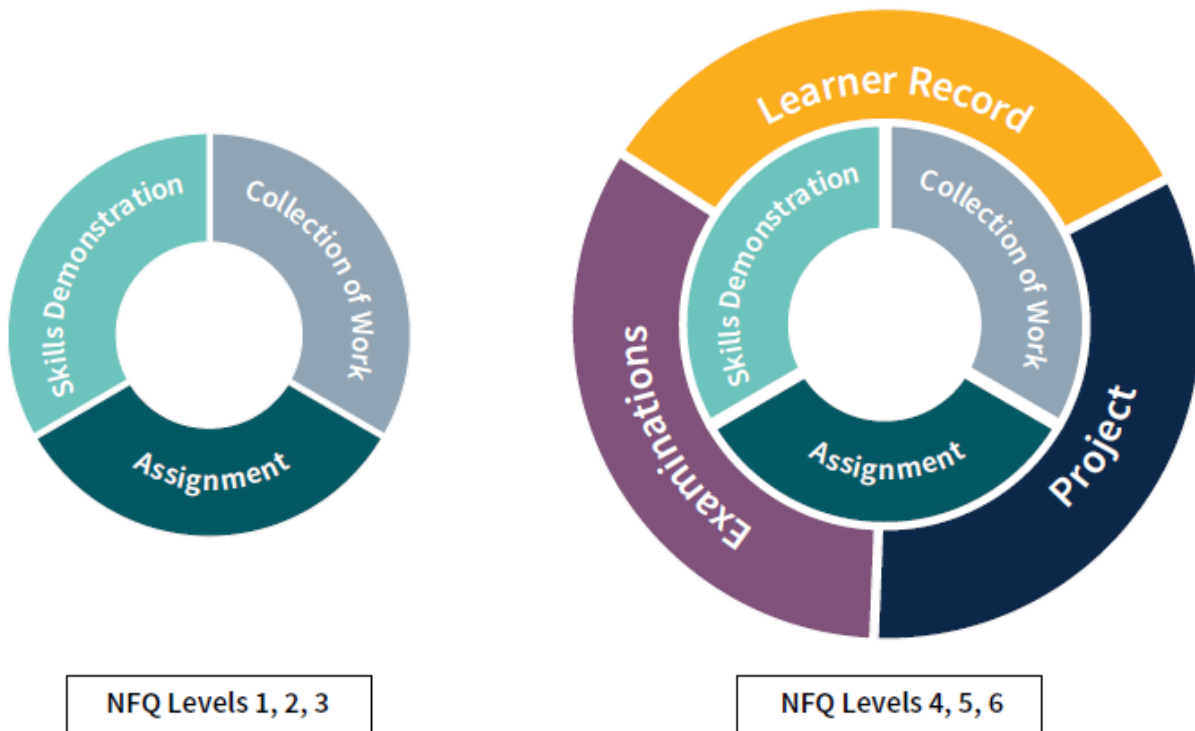 Skills Demonstration
Collection of Work
Assignment
NFQ Levels 1, 2, 3
Learner Record
Skills Demonstration
Collection of Work
Assignment
Examinations
Project
NFQ Levels 4, 5, 6